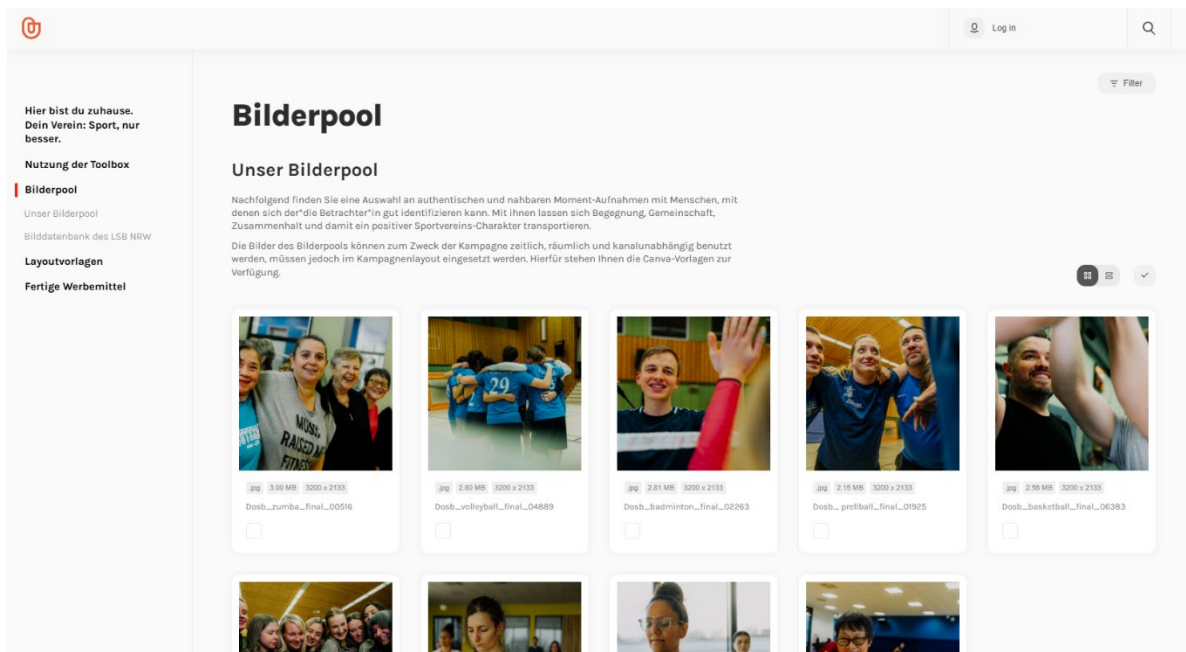 Log in
Filter
Hier bist du zuhause.
Dein Verein: Sport, nur
besser.
Nutzung der Toolbox
Bilderpool
Unser Bilderpool
Bilddatenbank des LSB NRW
Layoutvorlagen
Fertige Werbemittel
Bilderpool
Unser Bilderpool
Nachfolgend finden Sie eine Auswahl an authentischen und nahbaren Moment-Aufnahmen mit Menschen, mit
denen sich der*die Betrachter*in gut identifizieren kann. Mit ihnen lassen sich Begegnung, Gemeinschaft,
Zusammenhalt und damit ein positiver Sportvereins-Charakter transportieren.
Die Bilder des Bilderpools können zum Zweck der Kampagne zeitlich, räumlich und kanalunabhängig benutzt
werden, müssen jedoch im Kampagnenlayout eingesetzt werden. Hierfür stehen Ihnen die Canva-Vorlagen zur
Verfügung.
RAISED
29
.jpg 3.00 MB 3200 x 2133
Dosb_zumba_final_00516
.jpg 2.80 MB 3200 x 2133
Dosb_volleyball_final_04889
.jpg 2.81 MB 3200 x 2133
Dosb_badminton_final_02263
.jpg 2.15 MB 3200 x 2133
Dosb_ prellball_final_01925
.jpg 2.96 MB 3200 x 2133
Dosb_basketball_final_06383